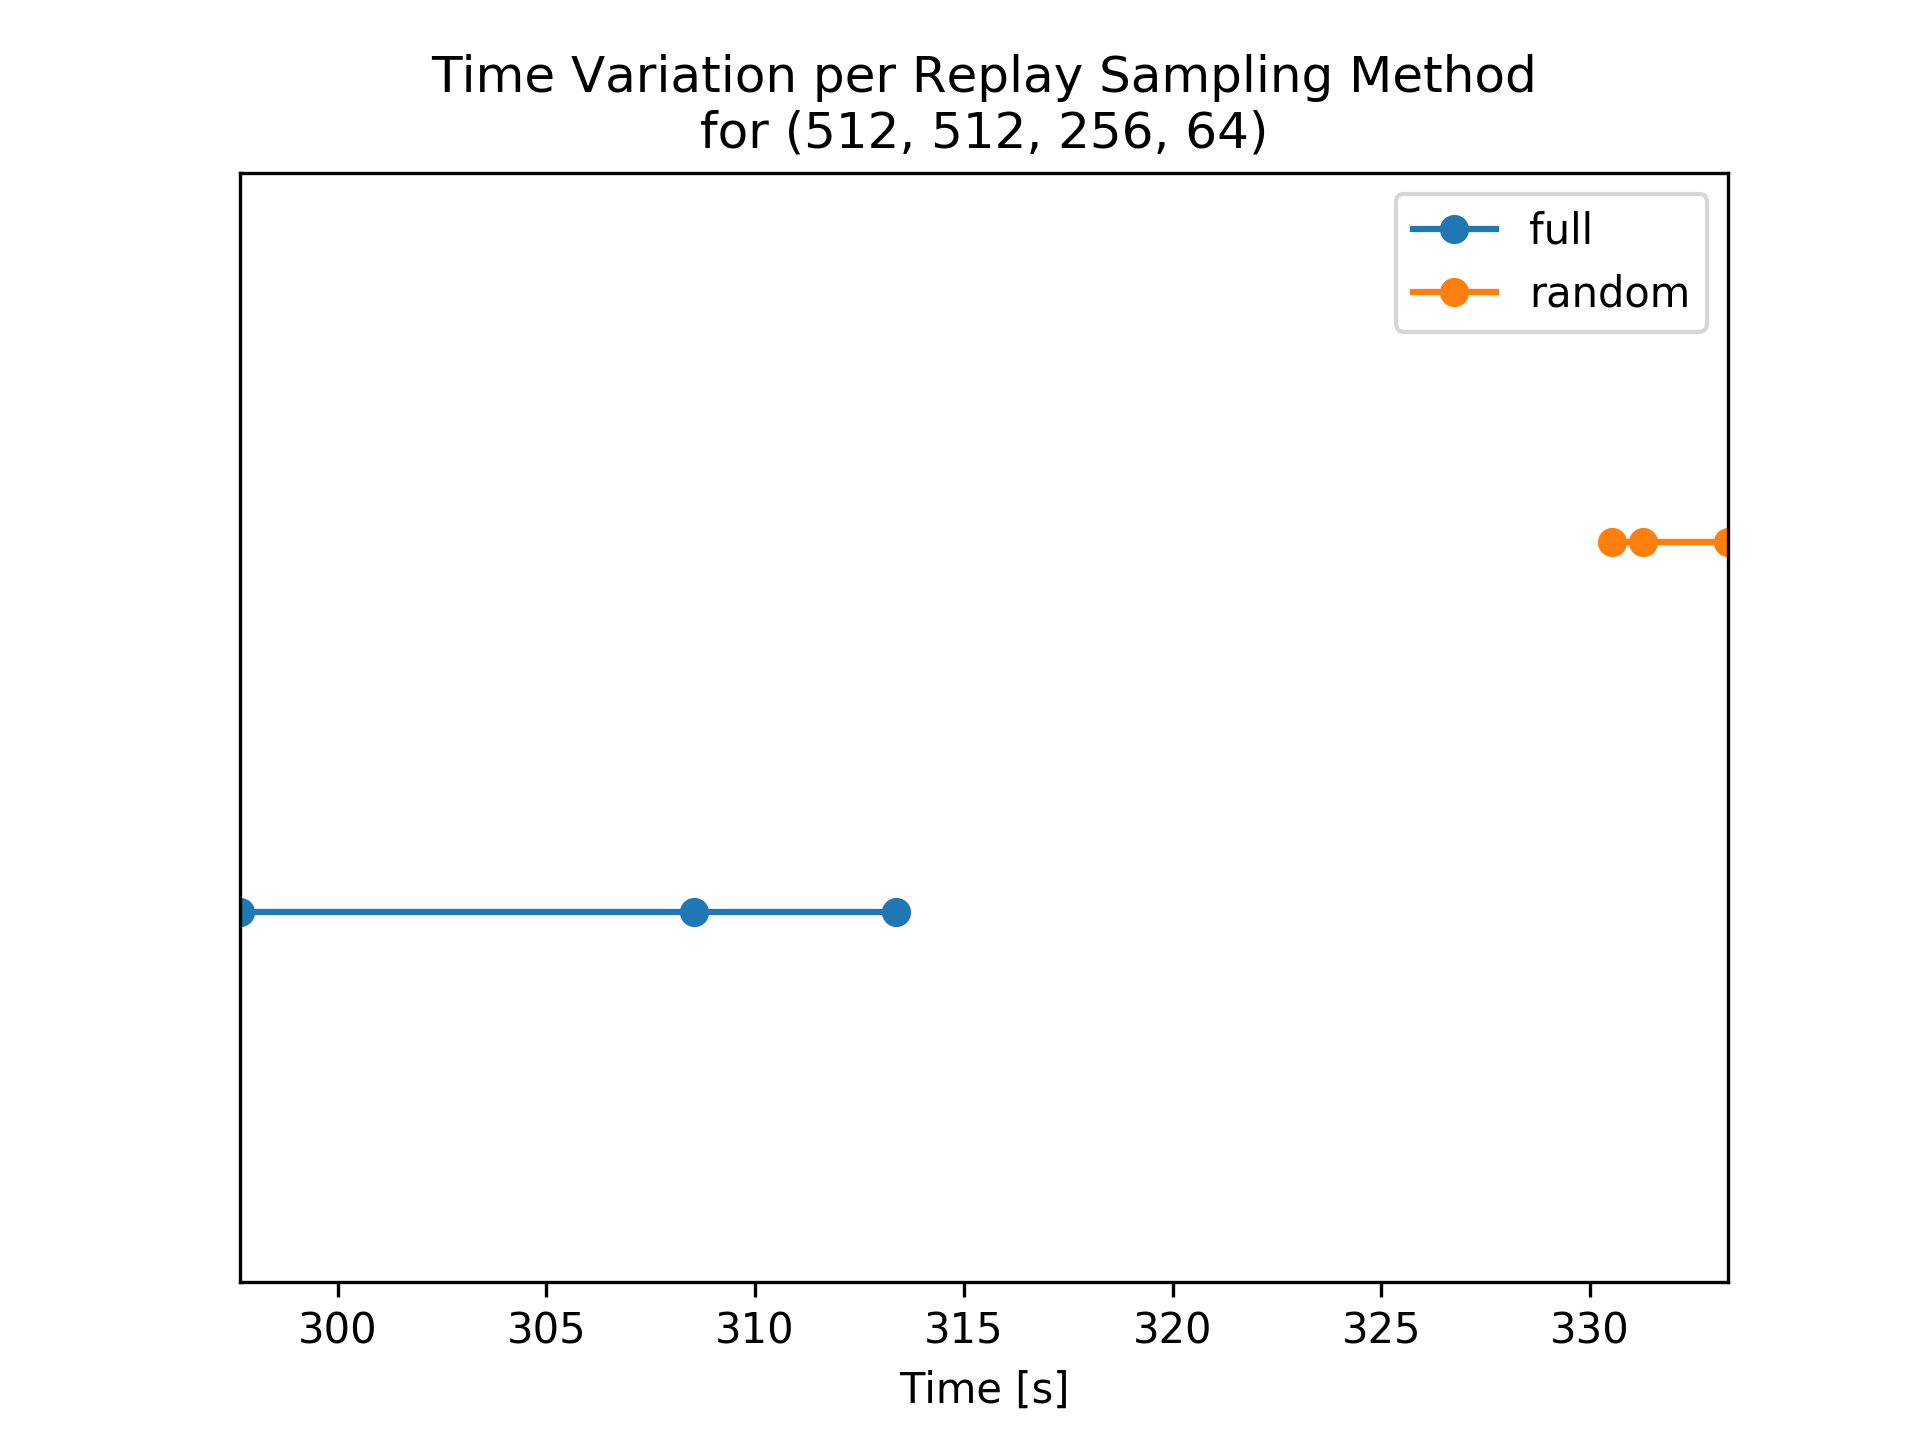 Time Variation per Replay Sampling Method
for (512, 512, 256, 64)
full
random
300 305 310 315 320 325 330
Time [s]